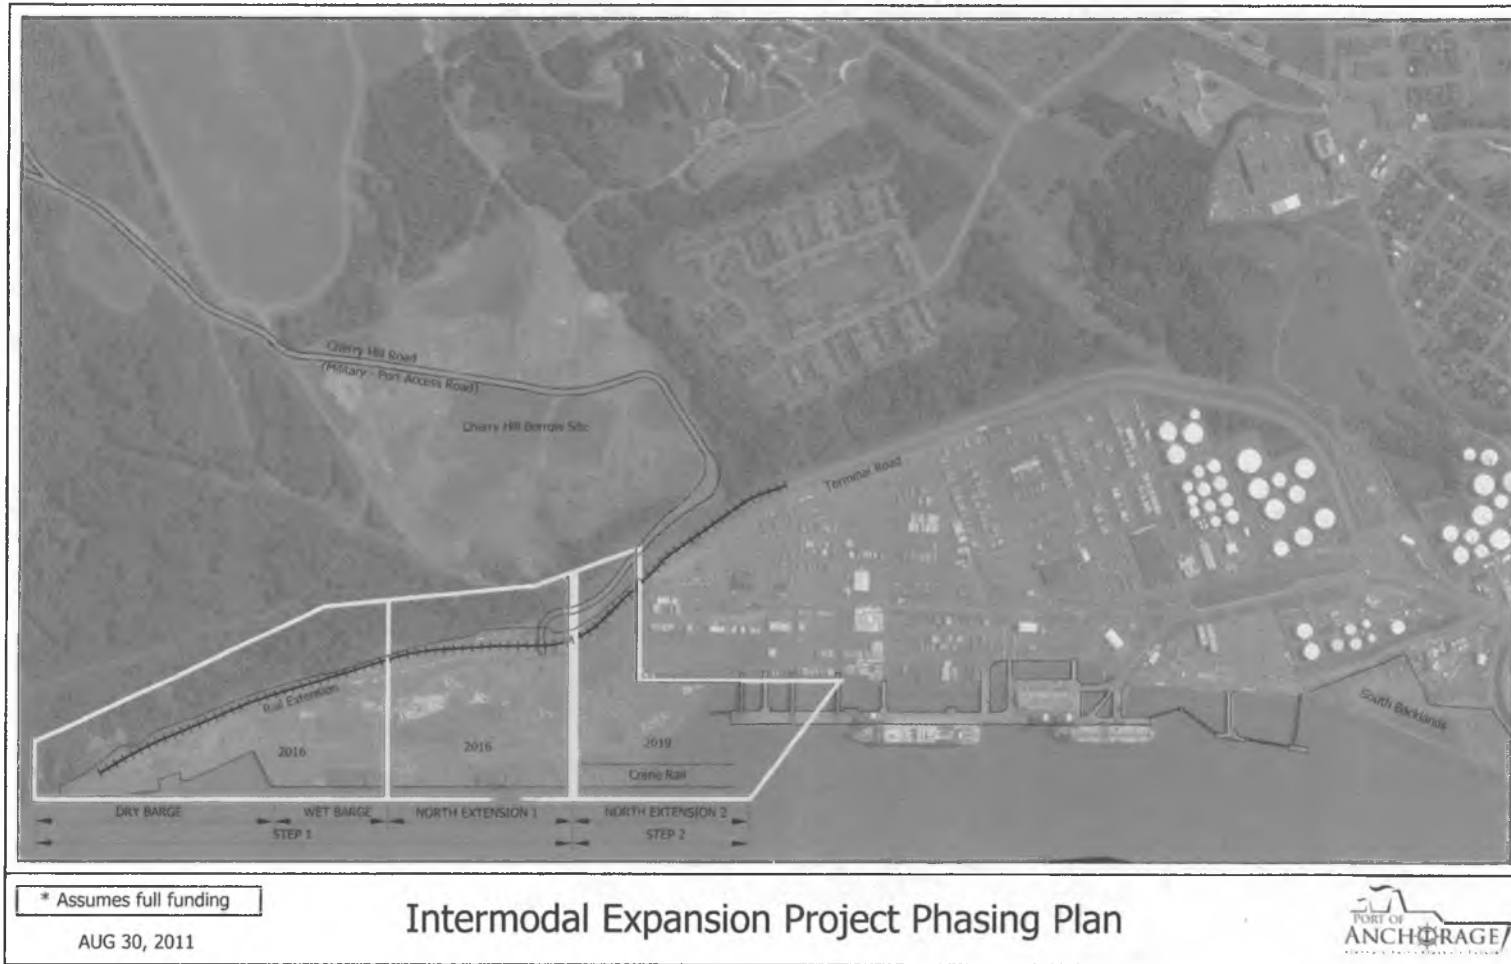 Cherry Hill Road
(Military - Port Access Road)
Cherry Hill Borrow Site
Terminal Road
Rail Extension
South Backlands
2016
2016
2019
Crane Rail
DRY BARGE
WET BARGE
NORTH EXTENSION 1
NORTH EXTENSION 2
STEP 1
STEP 2
* Assumes full funding
AUG 30, 2011
Intermodal Expansion Project Phasing Plan
PORT OF
ANCHORAGE